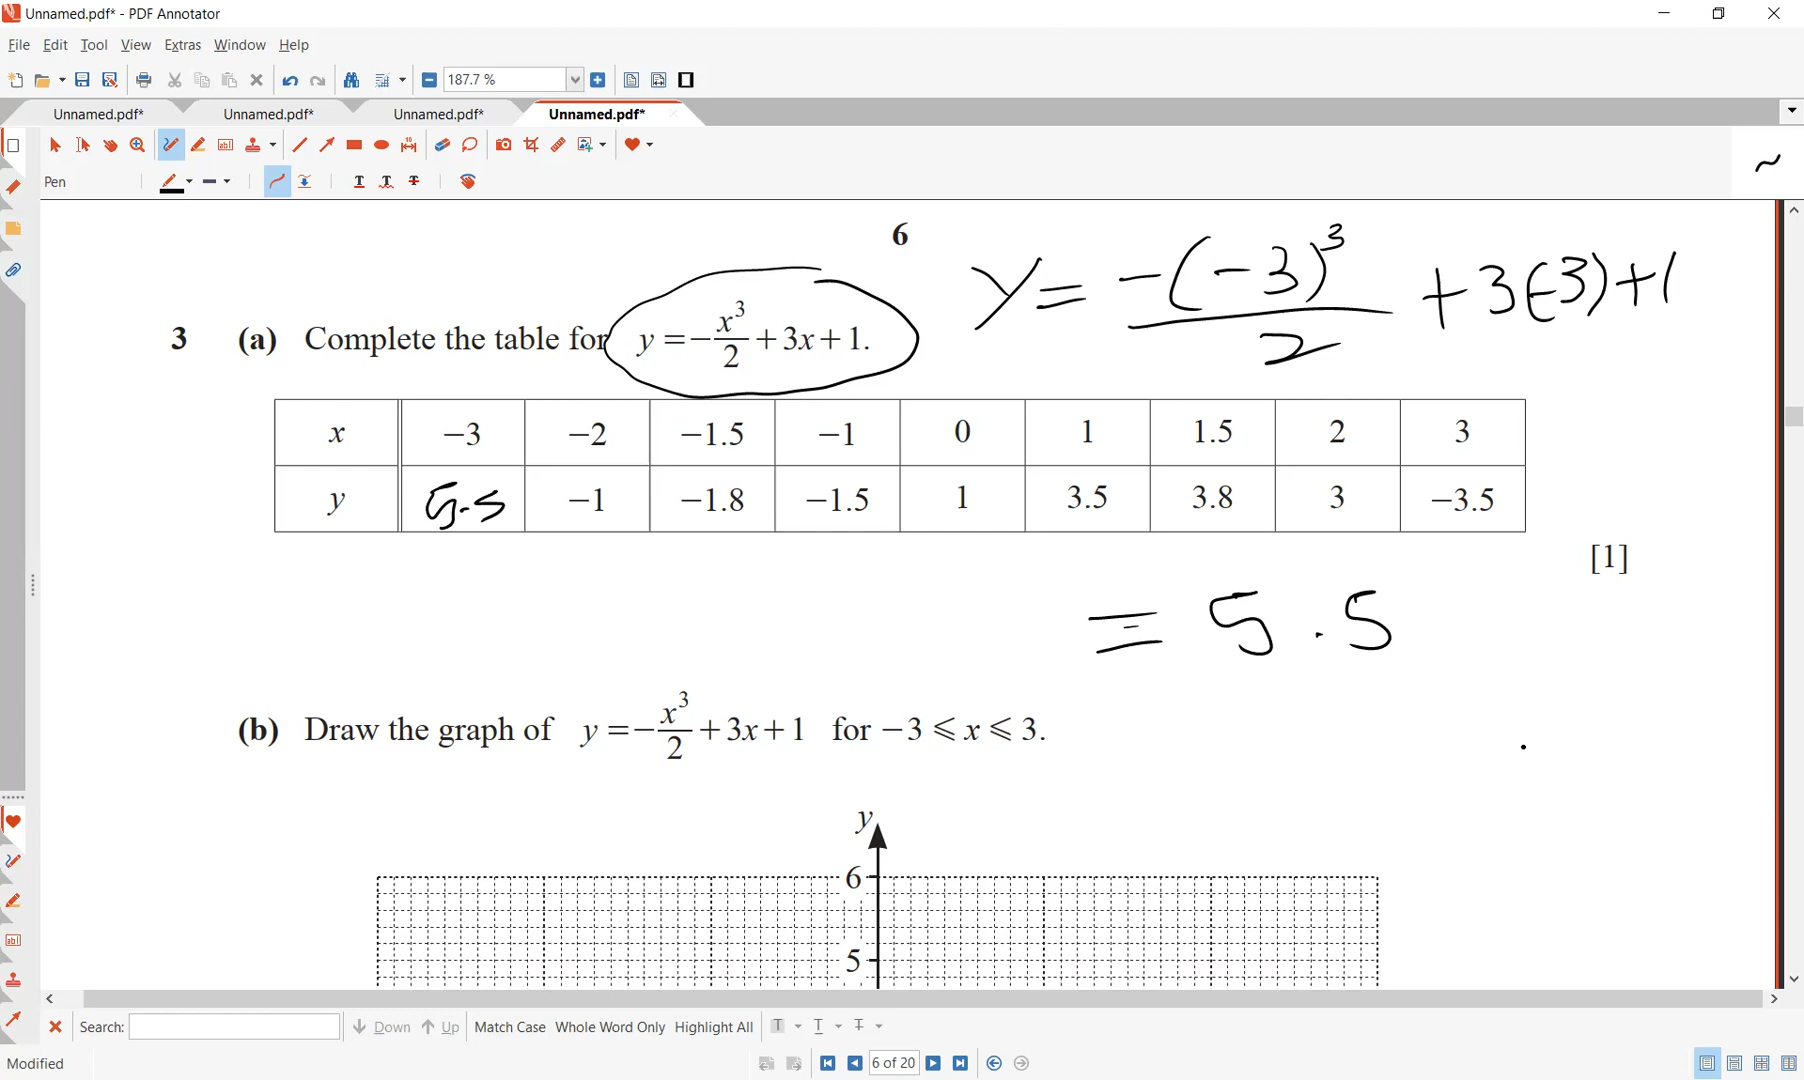 Unnamed.pdf* - PDF Annotator
File Edit Tool View Extras Window Help
187.7 %
Unnamed.pdf* Unnamed.pdf* Unnamed.pdf* Unnamed.pdf*
Pen
6
y = -(-3)³/2 + 3(-3) + 1
3 (a) Complete the table for y = −x³/2 + 3x + 1.
x −3 −2 −1.5 −1 0 1 1.5 2 3
y 5.5 −1 −1.8 −1.5 1 3.5 3.8 3 −3.5
[1]
= 5.5
(b) Draw the graph of y = −x³/2 + 3x + 1 for −3 ⩽ x ⩽ 3.
y
6
5
Search: Down Up Match Case Whole Word Only Highlight All
Modified 6 of 20